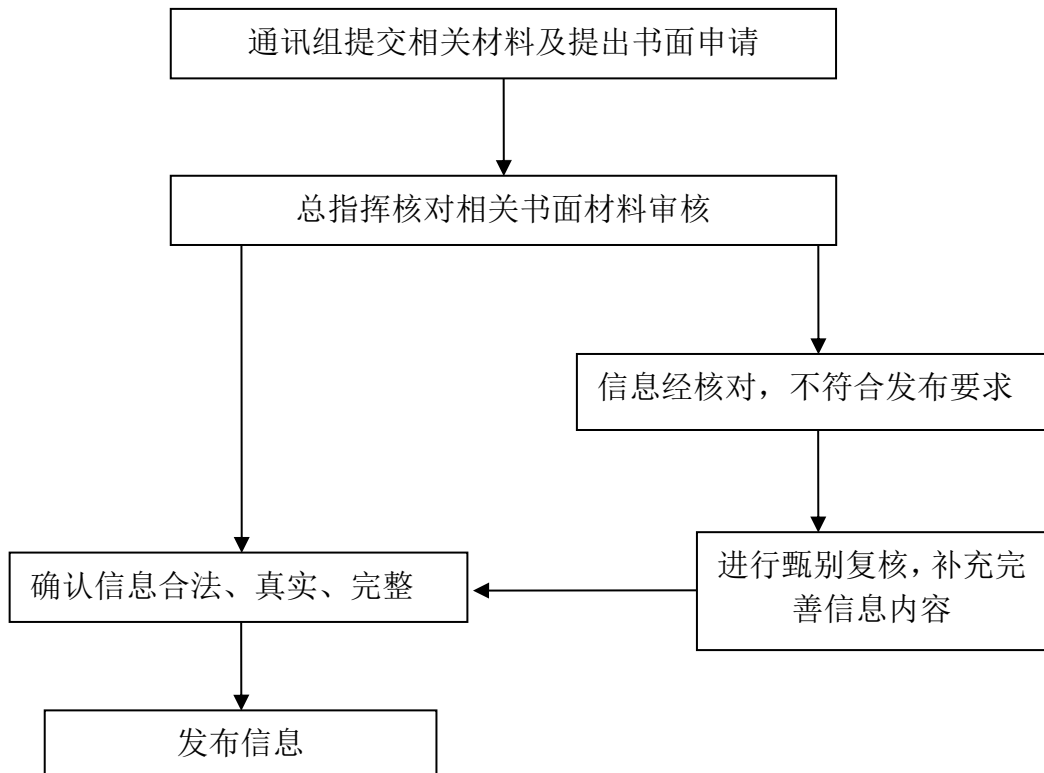 通讯组提交相关材料及提出书面申请
总指挥核对相关书面材料审核
信息经核对，不符合发布要求
进行甄别复核，补充完
善信息内容
确认信息合法、真实、完整
发布信息